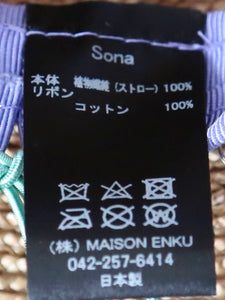 Sona
本体 植物繊維（ストロー）100%
リボン
コットン 100%
（株）MAISON ENKU
042-257-6414
日本製